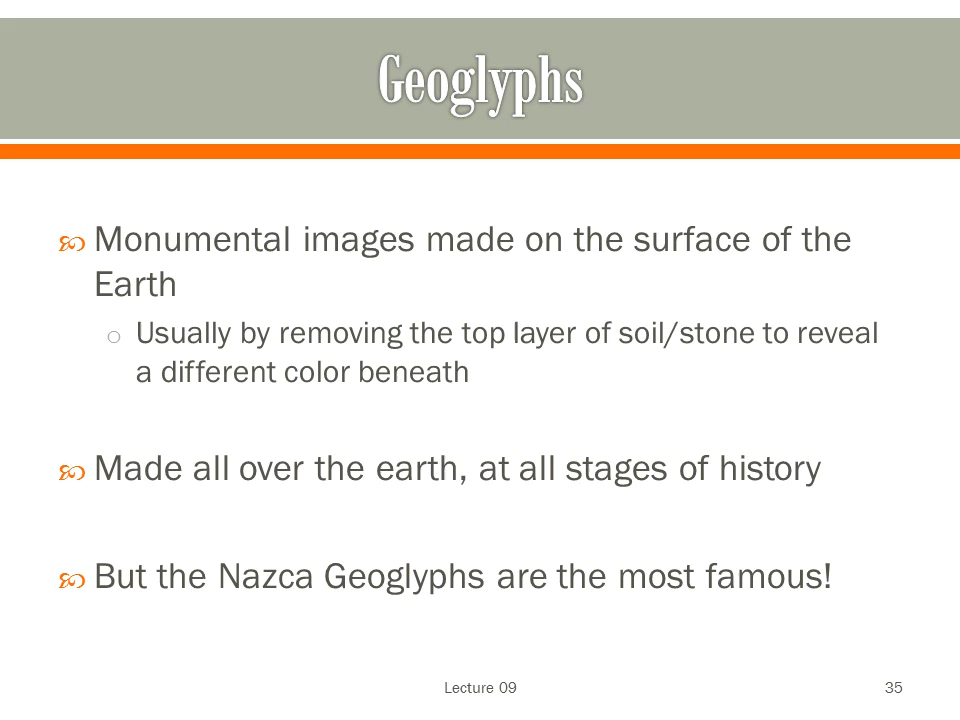 Geoglyphs
Monumental images made on the surface of the
Earth
Usually by removing the top layer of soil/stone to reveal
a different color beneath
Made all over the earth, at all stages of history
But the Nazca Geoglyphs are the most famous!
Lecture 09
35